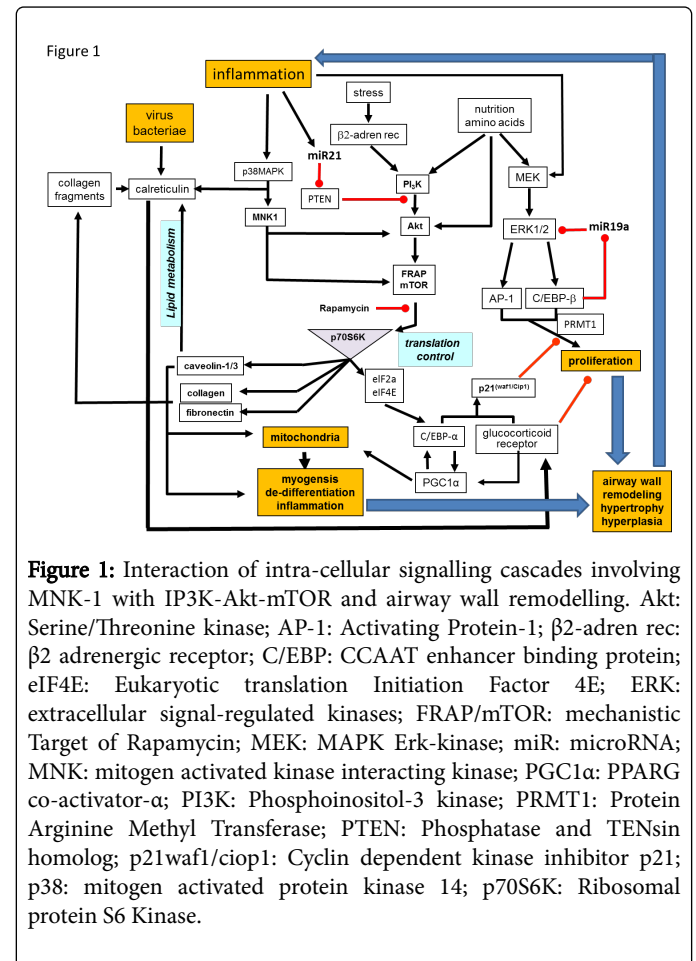 Figure 1
inflammation
stress
virus
bacteriae
nutrition
amino acids
β2-adren rec
miR21
p38MAPK
MEK
PI₃K
collagen
fragments
calreticulin
PTEN
MNK1
Akt
ERK1/2
miR19a
Lipid metabolism
FRAP
mTOR
AP-1
C/EBP-β
Rapamycin
PRMT1
p70S6K
translation
control
proliferation
caveolin-1/3
eIF2a
eIF4E
p21(waf1/Cip1)
collagen
fibronectin
mitochondria
C/EBP-α
glucocorticoid
receptor
myogensis
de-differentiation
inflammation
PGC1α
airway wall
remodeling
hypertrothy
hyperplasia
Figure 1: Interaction of intra-cellular signalling cascades involving
MNK-1 with IP3K-Akt-mTOR and airway wall remodelling. Akt:
Serine/Threonine kinase; AP-1: Activating Protein-1; β2-adren rec:
β2 adrenergic receptor; C/EBP: CCAAT enhancer binding protein;
eIF4E: Eukaryotic translation Initiation Factor 4E; ERK:
extracellular signal-regulated kinases; FRAP/mTOR: mechanistic
Target of Rapamycin; MEK: MAPK Erk-kinase; miR: microRNA;
MNK: mitogen activated kinase interacting kinase; PGC1α: PPARG
co-activator-α; PI3K: Phosphoinositol-3 kinase; PRMT1: Protein
Arginine Methyl Transferase; PTEN: Phosphatase and TENsin
homolog; p21waf1/ciop1: Cyclin dependent kinase inhibitor p21;
p38: mitogen activated protein kinase 14; p70S6K: Ribosomal
protein S6 Kinase.